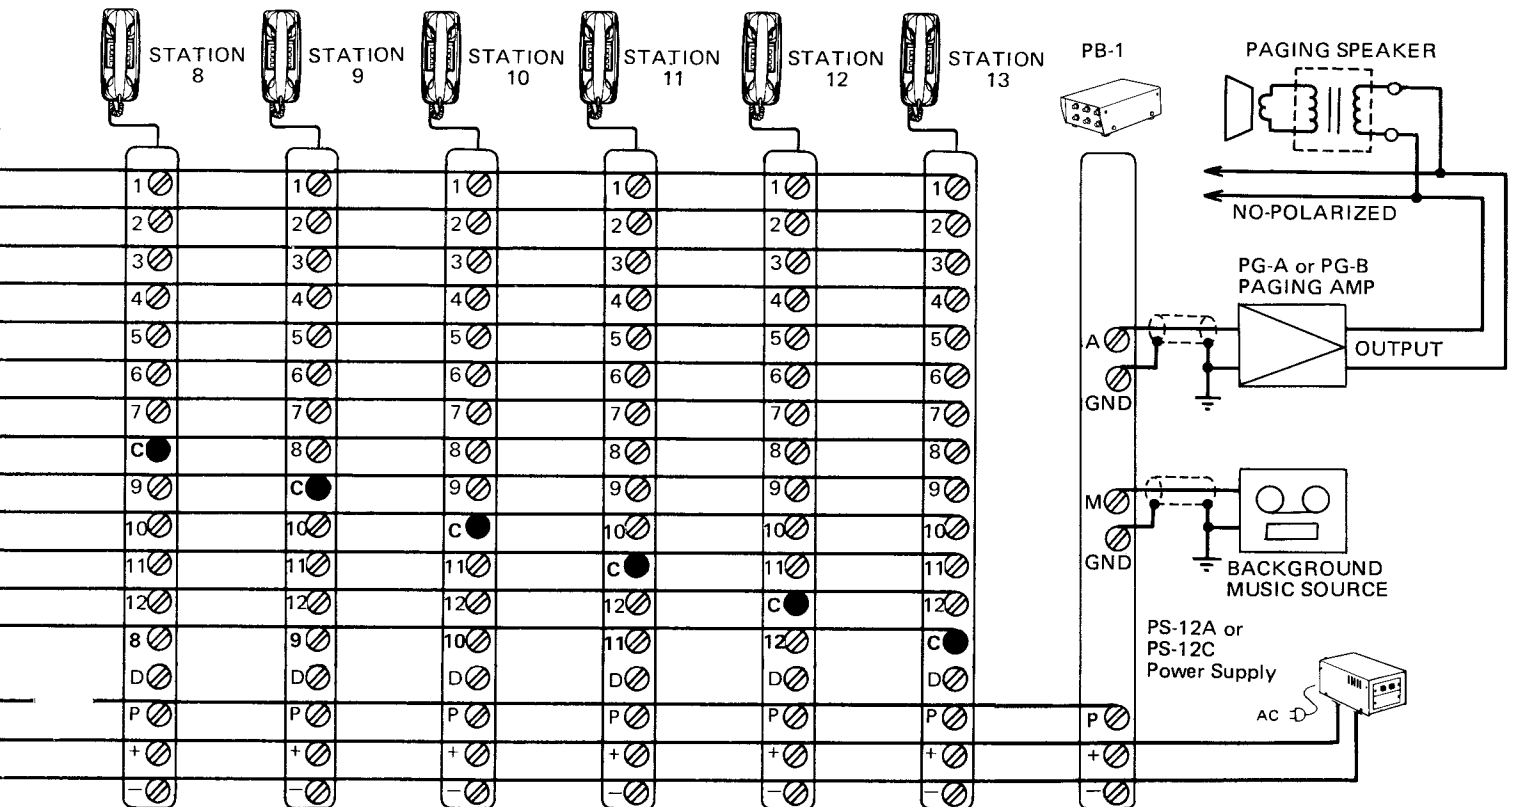 STATION 8
STATION 9
STATION 10
STATION 11
STATION 12
STATION 13
PB-1
PAGING SPEAKER
1 1 1 1 1 1
2 2 2 2 2 2
NO-POLARIZED
3 3 3 3 3 3
PG-A or PG-B
PAGING AMP
4 4 4 4 4 4
5 5 5 5 5 5 A
OUTPUT
6 6 6 6 6 6
GND
7 7 7 7 7 7
C 8 8 8 8 8
9 C 9 9 9 9 M
10 10 C 10 10 10
11 11 11 C 11 11 GND
BACKGROUND
MUSIC SOURCE
12 12 12 12 C 12
8 9 10 11 12 C
PS-12A or
PS-12C
Power Supply
D D D D D D
P P P P P P P
AC
+ + + + + + +
− − − − − − −